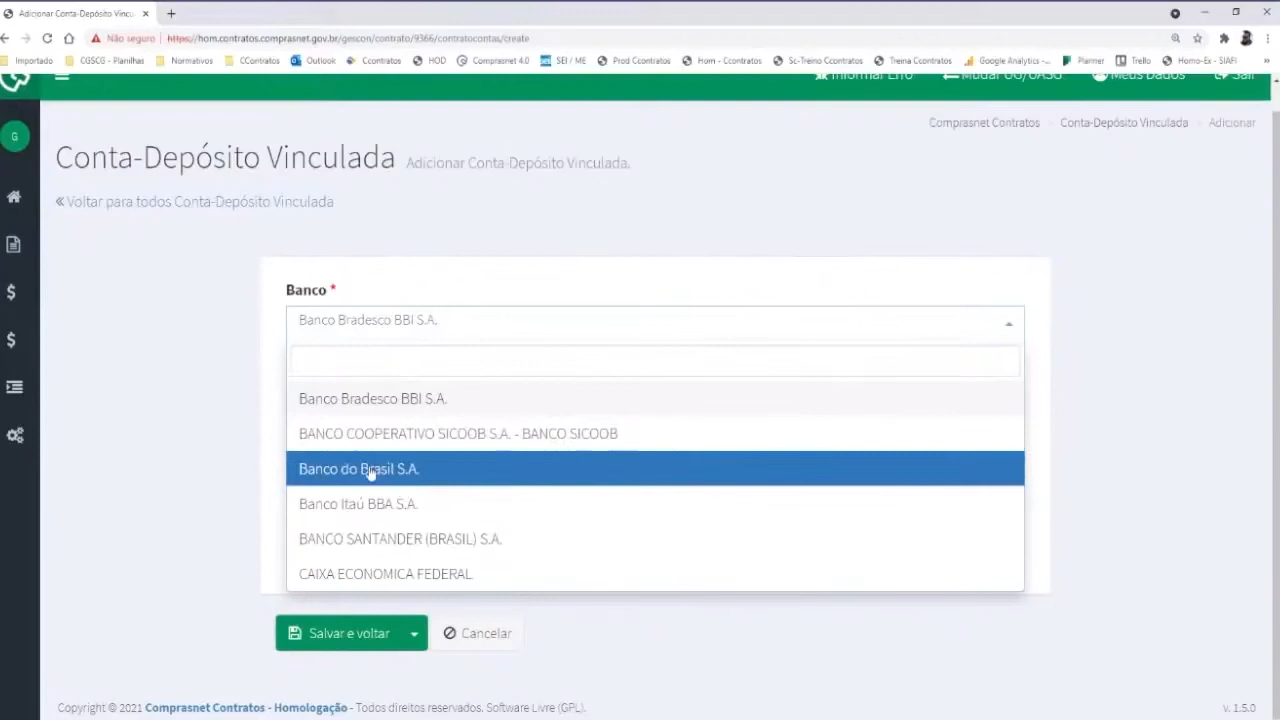 Adicionar Conta-Depósito Vincu
Não seguro https://hom.contratos.comprasnet.gov.br/gescon/contrato/9366/contratocontas/create
Importado CGSCG - Planilhas Normativos CContratos Outlook Ccontratos HOD Comprasnet 4.0 SEI / ME Prod Ccontratos Hom - Ccontratos Sc-Treino Ccontratos Treina Ccontratos Google Analytics -... Planner Trello Homo-Ex - SIAFI »
Informar Erro Mudar UG/UASG Meus Dados Sair
G
Comprasnet Contratos Conta-Depósito Vinculada Adicionar
Conta-Depósito Vinculada Adicionar Conta-Depósito Vinculada.
« Voltar para todos Conta-Depósito Vinculada
Banco *
Banco Bradesco BBI S.A.
Banco Bradesco BBI S.A.
BANCO COOPERATIVO SICOOB S.A. - BANCO SICOOB
Banco do Brasil S.A.
Banco Itaú BBA S.A.
BANCO SANTANDER (BRASIL) S.A.
CAIXA ECONOMICA FEDERAL
Salvar e voltar Cancelar
Copyright © 2021 Comprasnet Contratos - Homologação - Todos direitos reservados. Software Livre (GPL). v. 1.5.0